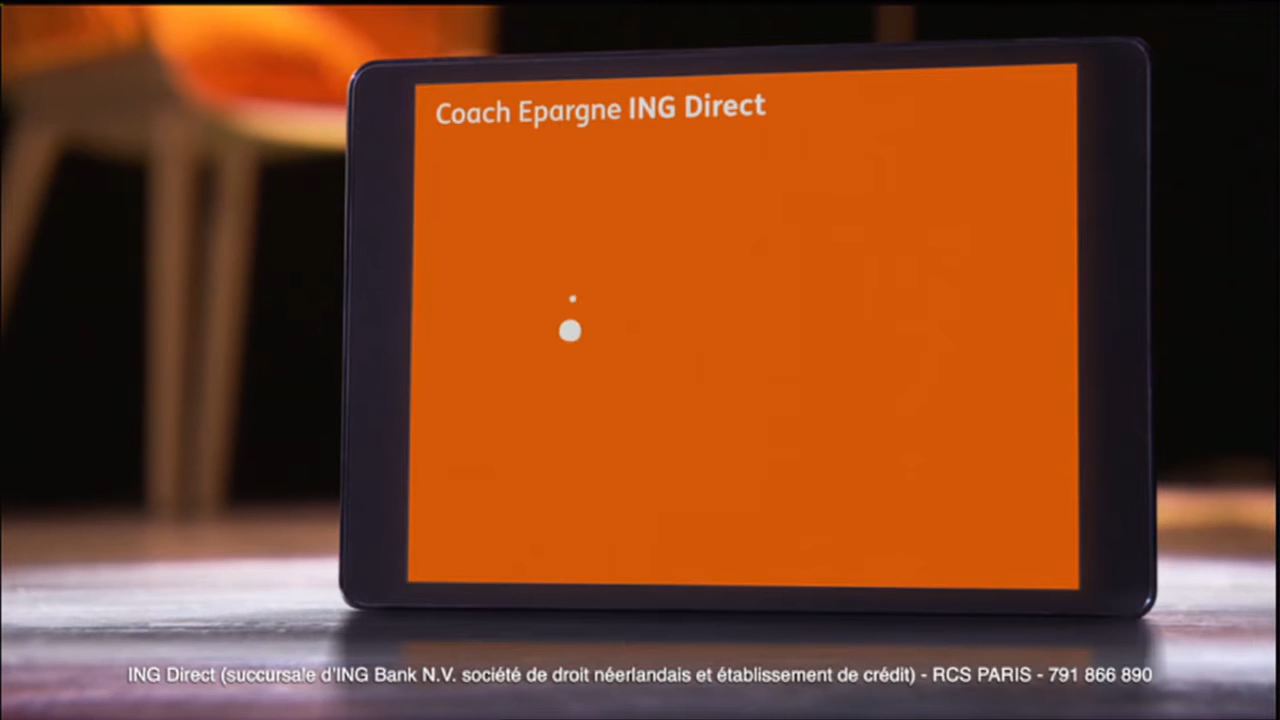 Coach Epargne ING Direct
ING Direct (succursale d'ING Bank N.V. société de droit néerlandais et établissement de crédit) - RCS PARIS - 791 866 890